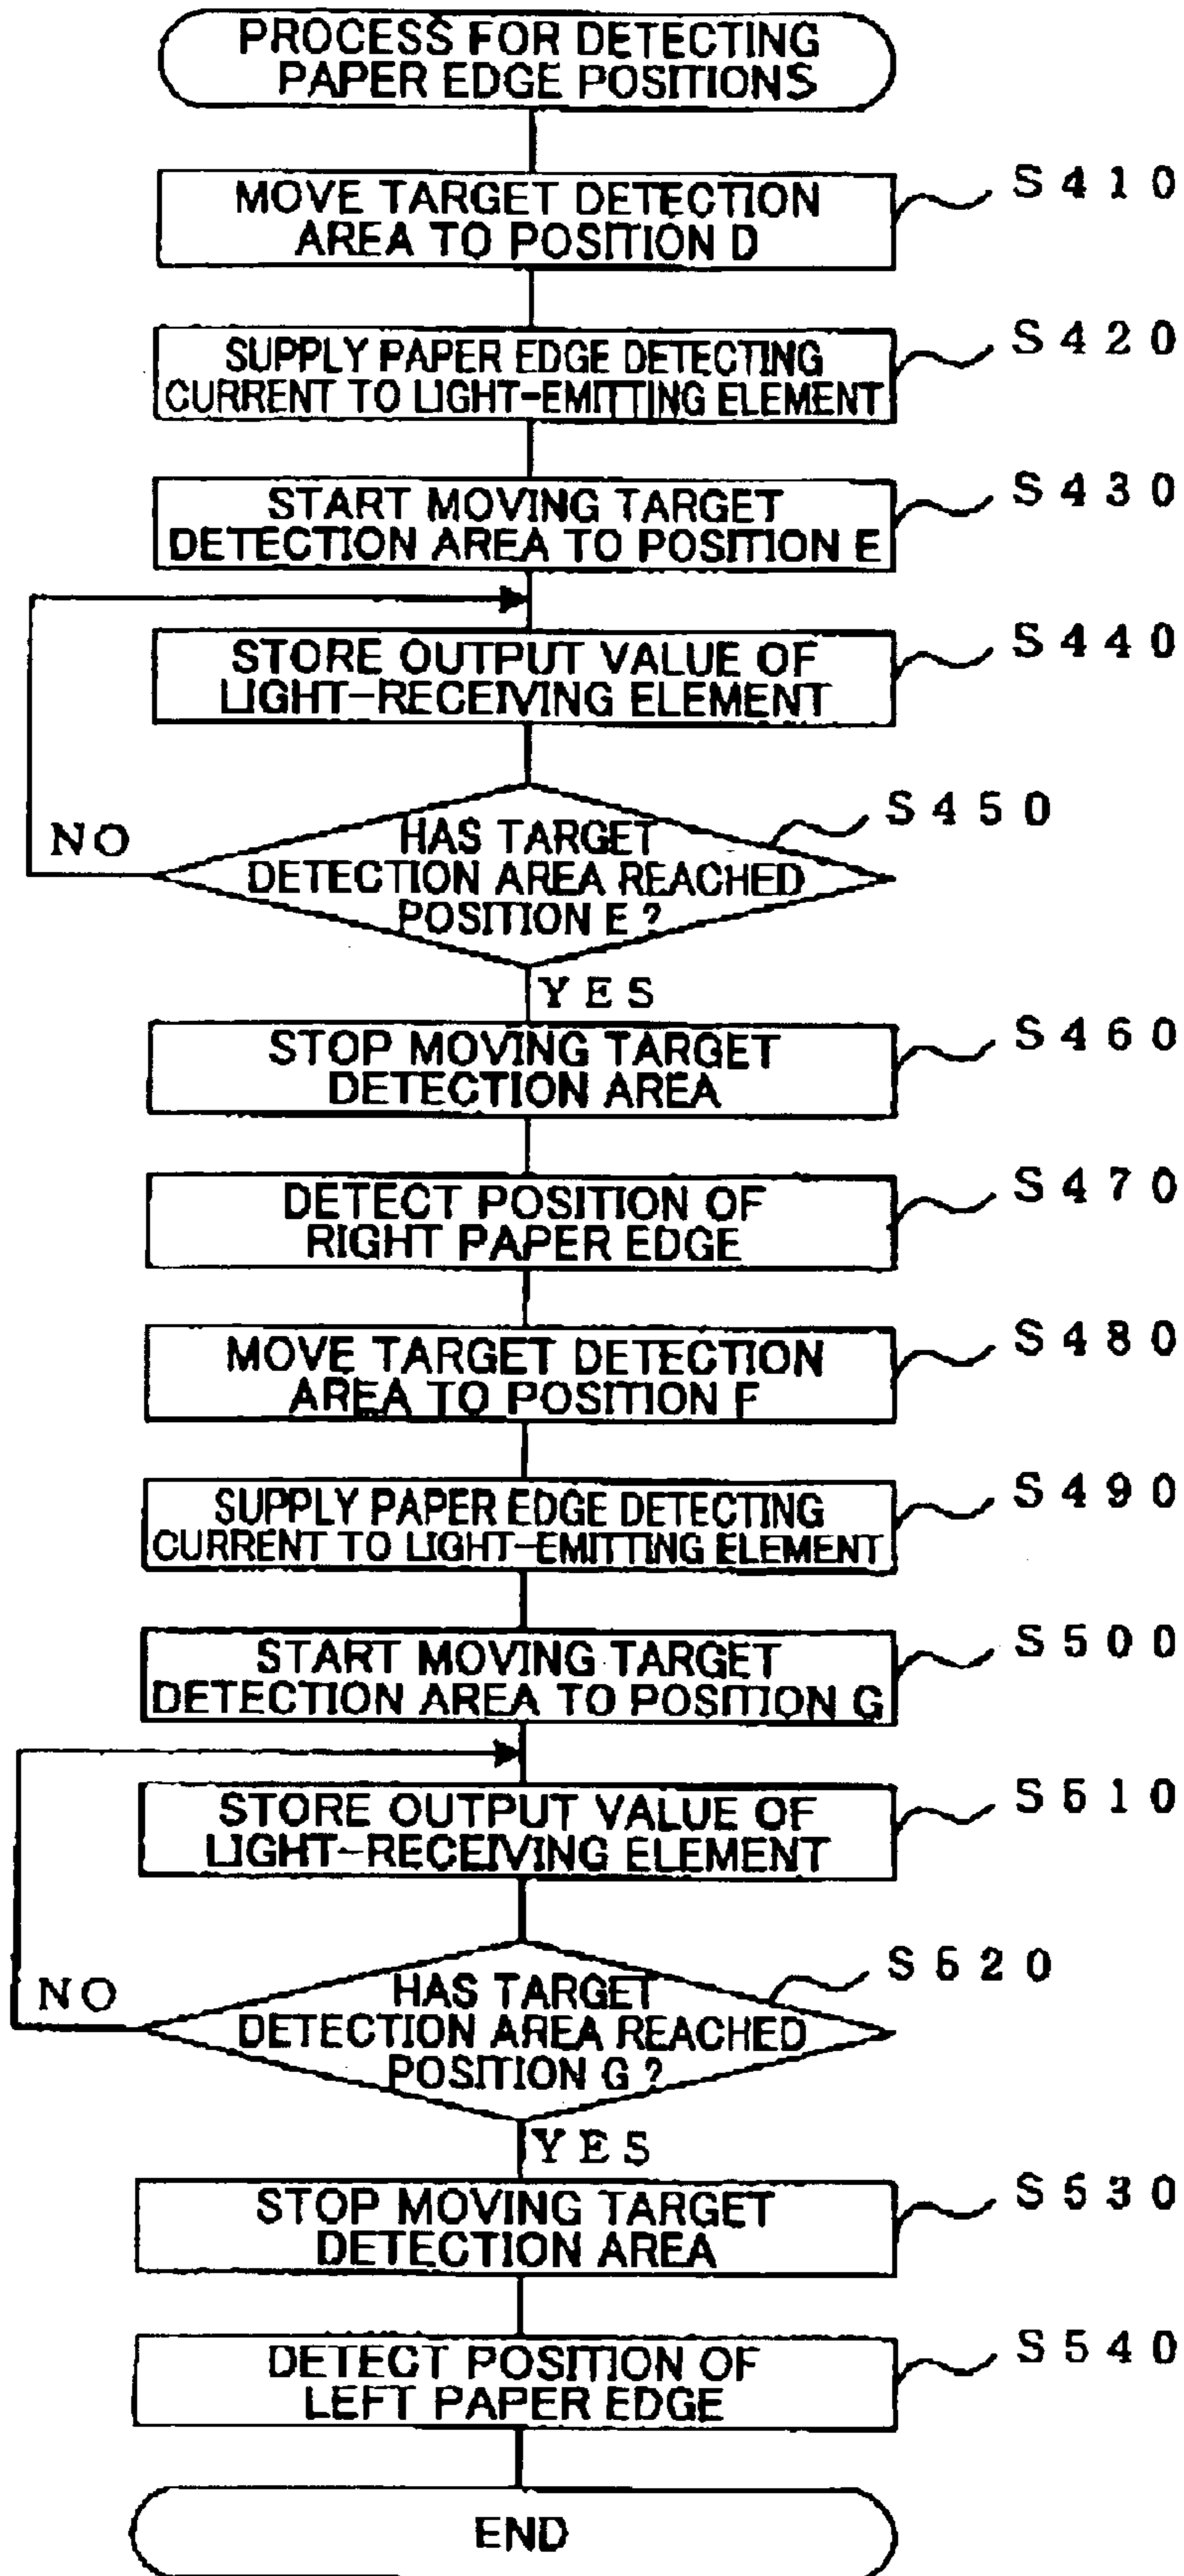 PROCESS FOR DETECTING
PAPER EDGE POSITIONS
MOVE TARGET DETECTION
AREA TO POSITION D
S410
SUPPLY PAPER EDGE DETECTING
CURRENT TO LIGHT-EMITTING ELEMENT
S420
START MOVING TARGET
DETECTION AREA TO POSITION E
S430
STORE OUTPUT VALUE OF
LIGHT-RECEIVING ELEMENT
S440
HAS TARGET
DETECTION AREA REACHED
POSITION E ?
S450
NO
YES
STOP MOVING TARGET
DETECTION AREA
S460
DETECT POSITION OF
RIGHT PAPER EDGE
S470
MOVE TARGET DETECTION
AREA TO POSITION F
S480
SUPPLY PAPER EDGE DETECTING
CURRENT TO LIGHT-EMITTING ELEMENT
S490
START MOVING TARGET
DETECTION AREA TO POSITION G
S500
STORE OUTPUT VALUE OF
LIGHT-RECEIVING ELEMENT
S510
HAS TARGET
DETECTION AREA REACHED
POSITION G ?
S520
NO
YES
STOP MOVING TARGET
DETECTION AREA
S530
DETECT POSITION OF
LEFT PAPER EDGE
S540
END